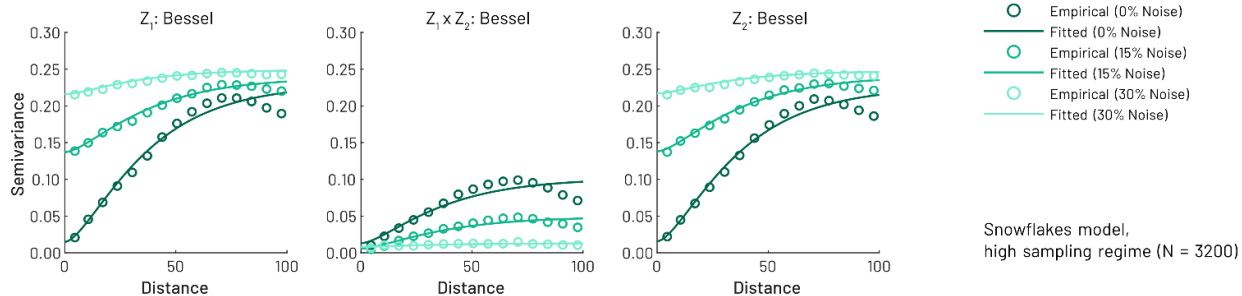 Z₁: Bessel
Z₁ x Z₂: Bessel
Z₂: Bessel
Semivariance
0.30
0.25
0.20
0.15
0.10
0.05
0.00
0
50
100
Distance
0.30
0.25
0.20
0.15
0.10
0.05
0.00
0
50
100
Distance
0.30
0.25
0.20
0.15
0.10
0.05
0.00
0
50
100
Distance
Empirical (0% Noise)
Fitted (0% Noise)
Empirical (15% Noise)
Fitted (15% Noise)
Empirical (30% Noise)
Fitted (30% Noise)
Snowflakes model,
high sampling regime (N = 3200)